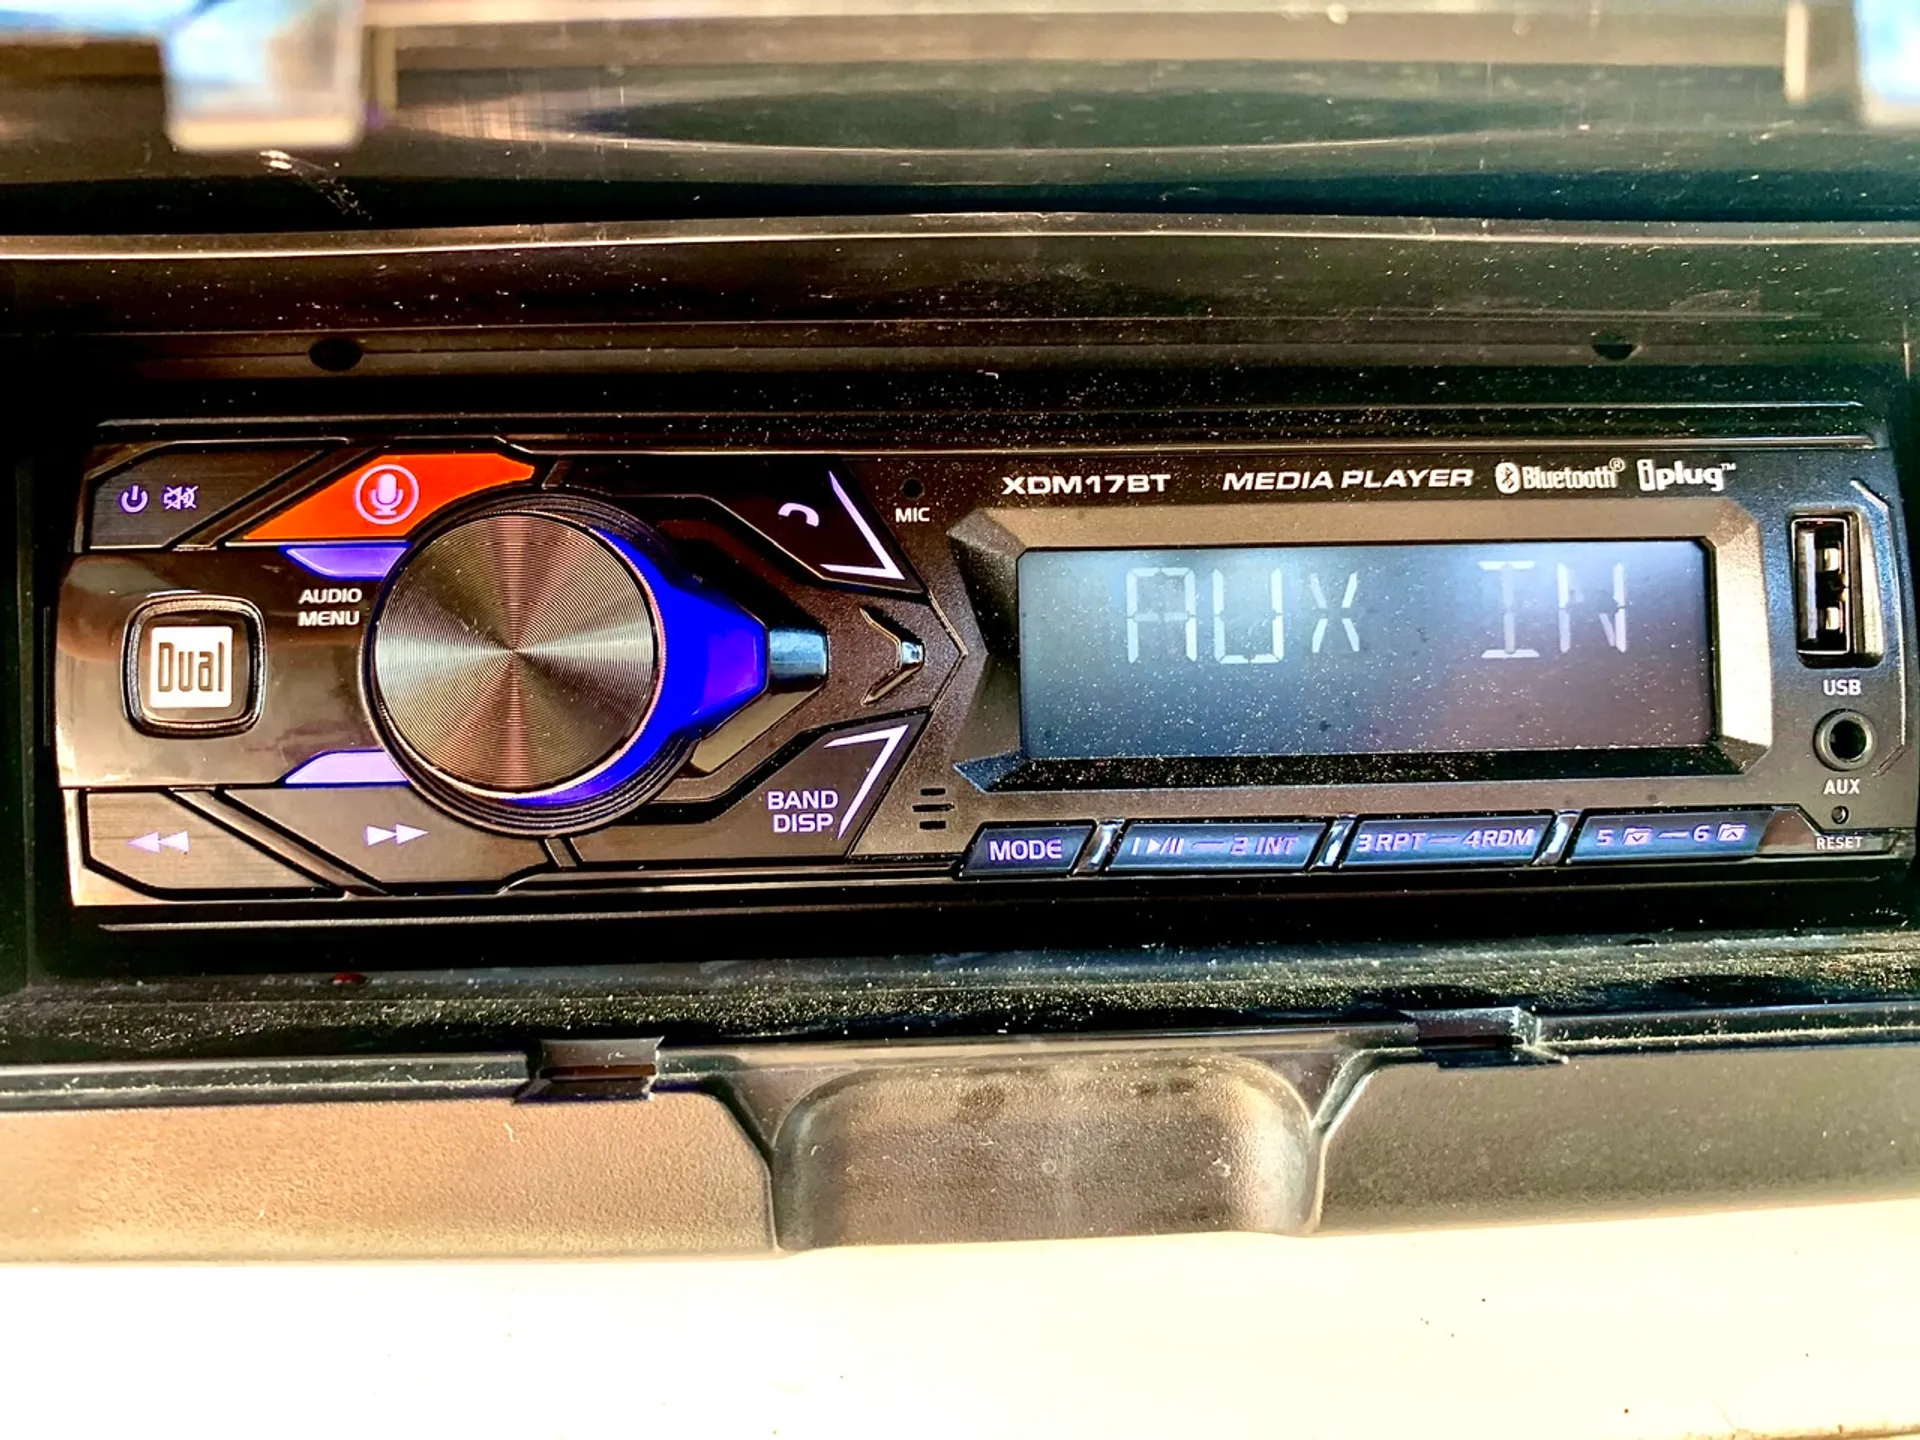 XDM17BT MEDIA PLAYER Bluetooth® iplug™
MIC
AUX IN
AUDIO
MENU
Dual
USB
AUX
BAND
DISP
MODE 1 ▶/II — 2 INT 3 RPT — 4 RDM 5 — 6
RESET